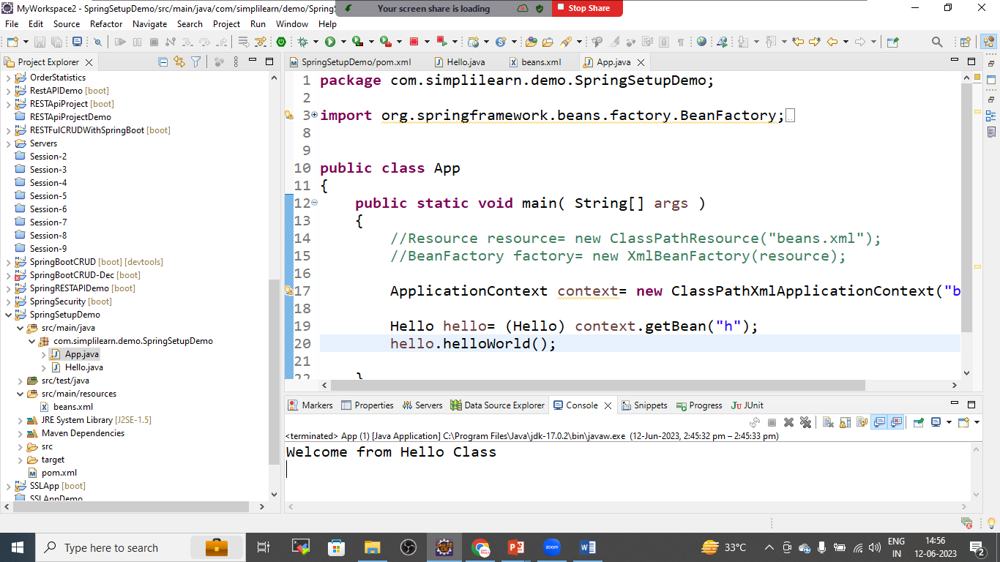 MyWorkspace2 - SpringSetupDemo/src/main/java/com/simplilearn/demo/SpringS
Your screen share is loading
Stop Share
File Edit Source Refactor Navigate Search Project Run Window Help
Project Explorer
SpringSetupDemo/pom.xml Hello.java beans.xml App.java
OrderStatistics
RestAPIDemo [boot]
RESTApiProject [boot]
RESTApiProjectDemo
RESTFulCRUDWithSpringBoot [boot]
Servers
Session-2
Session-3
Session-4
Session-5
Session-6
Session-7
Session-8
Session-9
SpringBootCRUD [boot] [devtools]
SpringBootCRUD-Dec [boot]
SpringRESTAPIDemo [boot]
SpringSecurity [boot]
SpringSetupDemo
src/main/java
com.simplilearn.demo.SpringSetupDemo
App.java
Hello.java
src/test/java
src/main/resources
beans.xml
JRE System Library [J2SE-1.5]
Maven Dependencies
src
target
pom.xml
SSLApp [boot]
SSLAppDemo
1 package com.simplilearn.demo.SpringSetupDemo;
2
3 import org.springframework.beans.factory.BeanFactory;
8
9
10 public class App
11 {
12 public static void main( String[] args )
13 {
14 //Resource resource= new ClassPathResource("beans.xml");
15 //BeanFactory factory= new XmlBeanFactory(resource);
16
17 ApplicationContext context= new ClassPathXmlApplicationContext("b
18
19 Hello hello= (Hello) context.getBean("h");
20 hello.helloWorld();
21
22 }
Markers Properties Servers Data Source Explorer Console Snippets Progress JUnit
<terminated> App (1) [Java Application] C:\Program Files\Java\jdk-17.0.2\bin\javaw.exe (12-Jun-2023, 2:45:32 pm – 2:45:33 pm)
Welcome from Hello Class
Type here to search
33°C
ENG
IN
14:56
12-06-2023
2